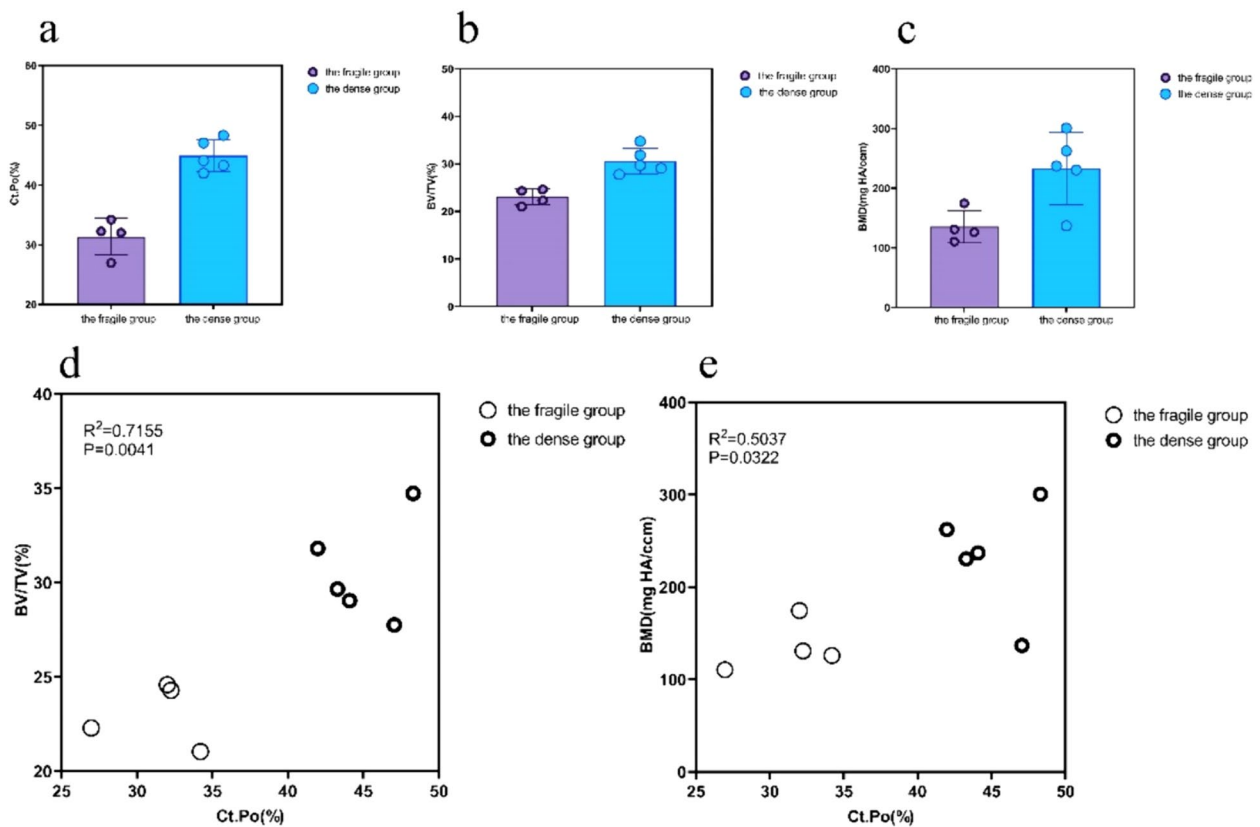 a
60
50
40
30
20
Ct.Po(%)
the fragile group
the dense group
the fragile group
the dense group
b
50
40
30
20
10
0
BV/TV(%)
the fragile group
the dense group
the fragile group
the dense group
c
400
300
200
100
0
BMD(mg HA/ccm)
the fragile group
the dense group
the fragile group
the dense group
d
40
35
30
25
20
BV/TV(%)
R²=0.7155
P=0.0041
the fragile group
the dense group
25 30 35 40 45 50
Ct.Po(%)
e
400
300
200
100
0
BMD(mg HA/ccm)
R²=0.5037
P=0.0322
the fragile group
the dense group
25 30 35 40 45 50
Ct.Po(%)